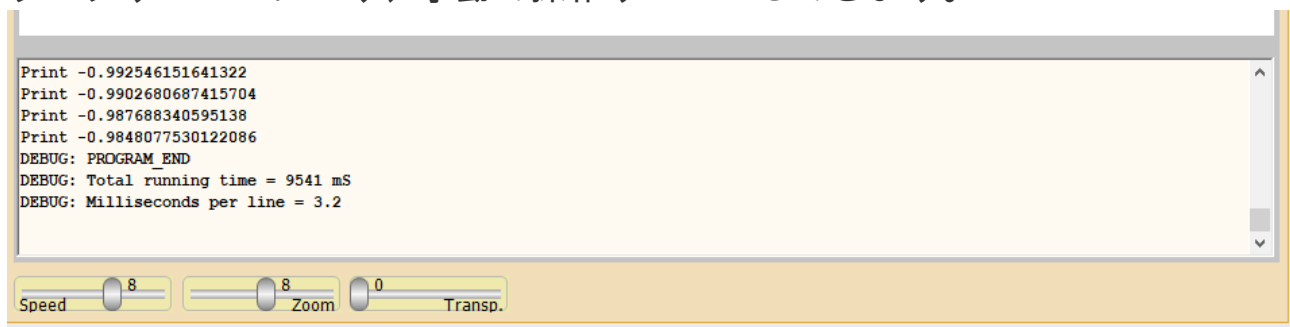 Print -0.992546151641322
Print -0.9902680687415704
Print -0.987688340595138
Print -0.9848077530122086
DEBUG: PROGRAM_END
DEBUG: Total running time = 9541 mS
DEBUG: Milliseconds per line = 3.2
8 8 0
Speed Zoom Transp.